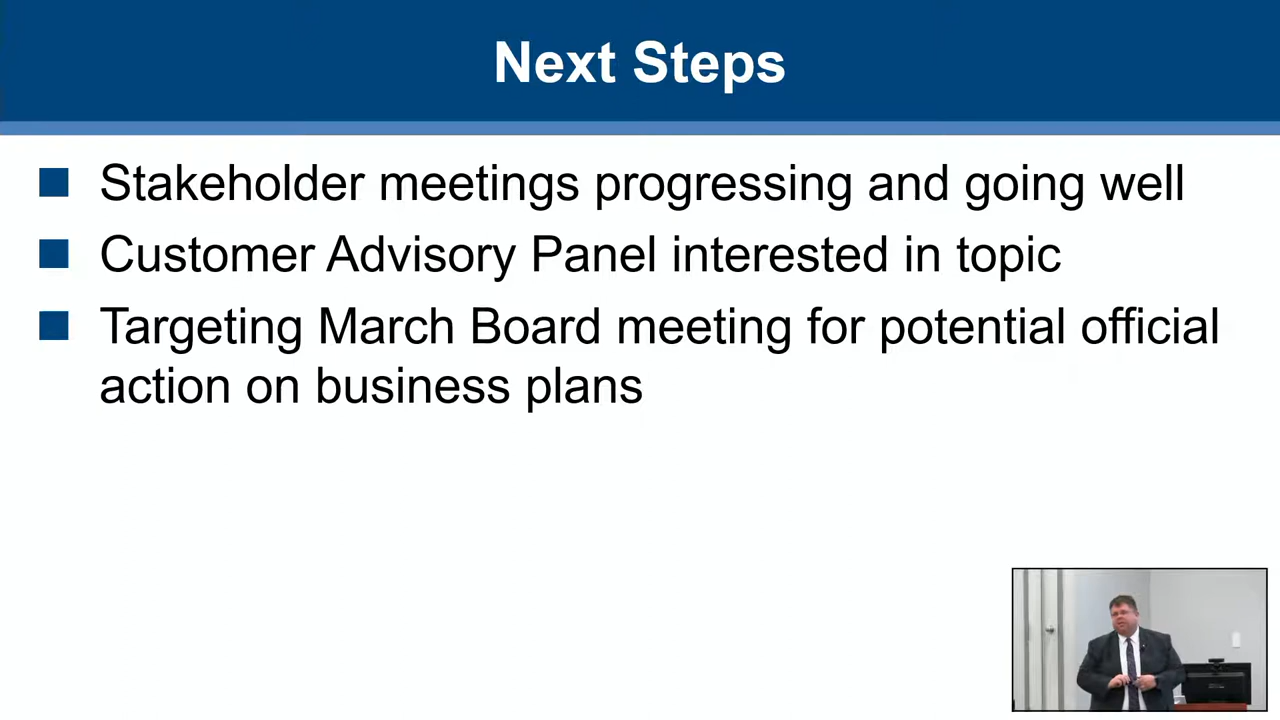 Next Steps
Stakeholder meetings progressing and going well
Customer Advisory Panel interested in topic
Targeting March Board meeting for potential official
action on business plans